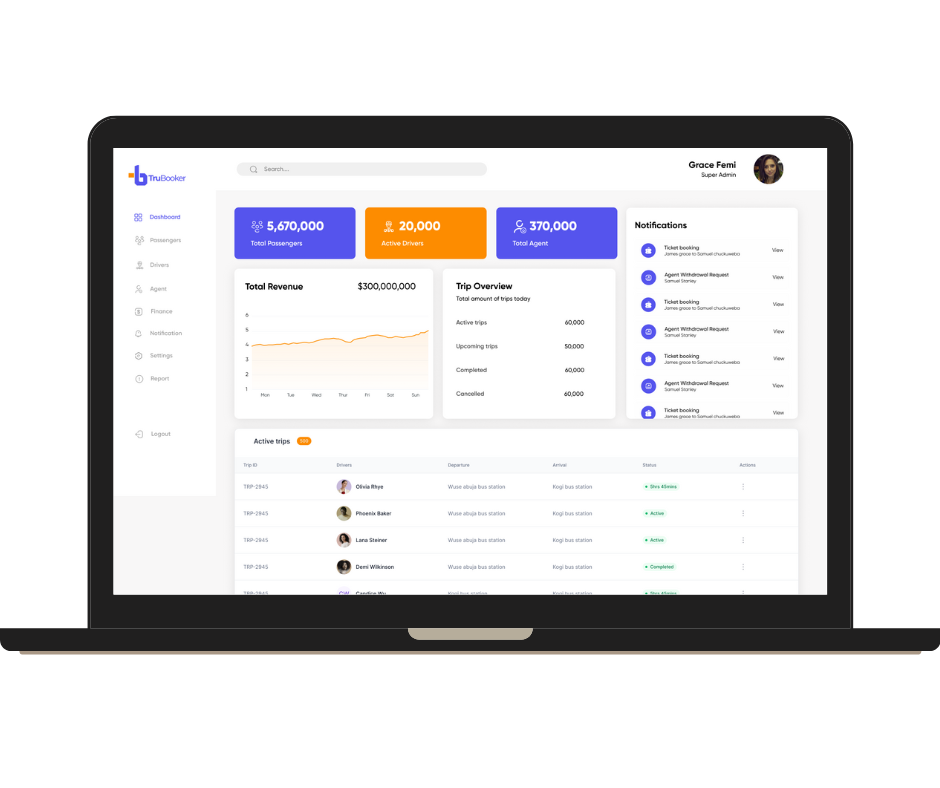 TruBooker
Search...
Grace Femi
Super Admin
Dashboard
Passengers
Drivers
Agent
Finance
Notification
Settings
Report
Logout
5,670,000
Total Passengers
20,000
Active Drivers
370,000
Total Agent
Total Revenue $300,000,000
6
5
4
3
2
1
Mon Tue Wed Thur Fri Sat Sun
Trip Overview
Total amount of trips today
Active trips 60,000
Upcoming trips 50,000
Completed 60,000
Cancelled 60,000
Notifications
Ticket booking
James grace to Samuel chuckuweba
View
Agent Withdrawal Request
Samuel Stanley
View
Ticket booking
James grace to Samuel chuckuweba
View
Agent Withdrawal Request
Samuel Stanley
View
Ticket booking
James grace to Samuel chuckuweba
View
Agent Withdrawal Request
Samuel Stanley
View
Ticket booking
James grace to Samuel chuckuweba
View
Active trips
Trip ID Drivers Departure Arrival Status Actions
TRP-2945 Olivia Rhye Wuse abuja bus station Kogi bus station 5hrs 45mins
TRP-2945 Phoenix Baker Wuse abuja bus station Kogi bus station Active
TRP-2945 Lana Steiner Wuse abuja bus station Kogi bus station Active
TRP-2945 Demi Wilkinson Wuse abuja bus station Kogi bus station Completed
TRP-2945 CW Candice Wu Kogi bus station Kogi bus station 5hrs 45mins